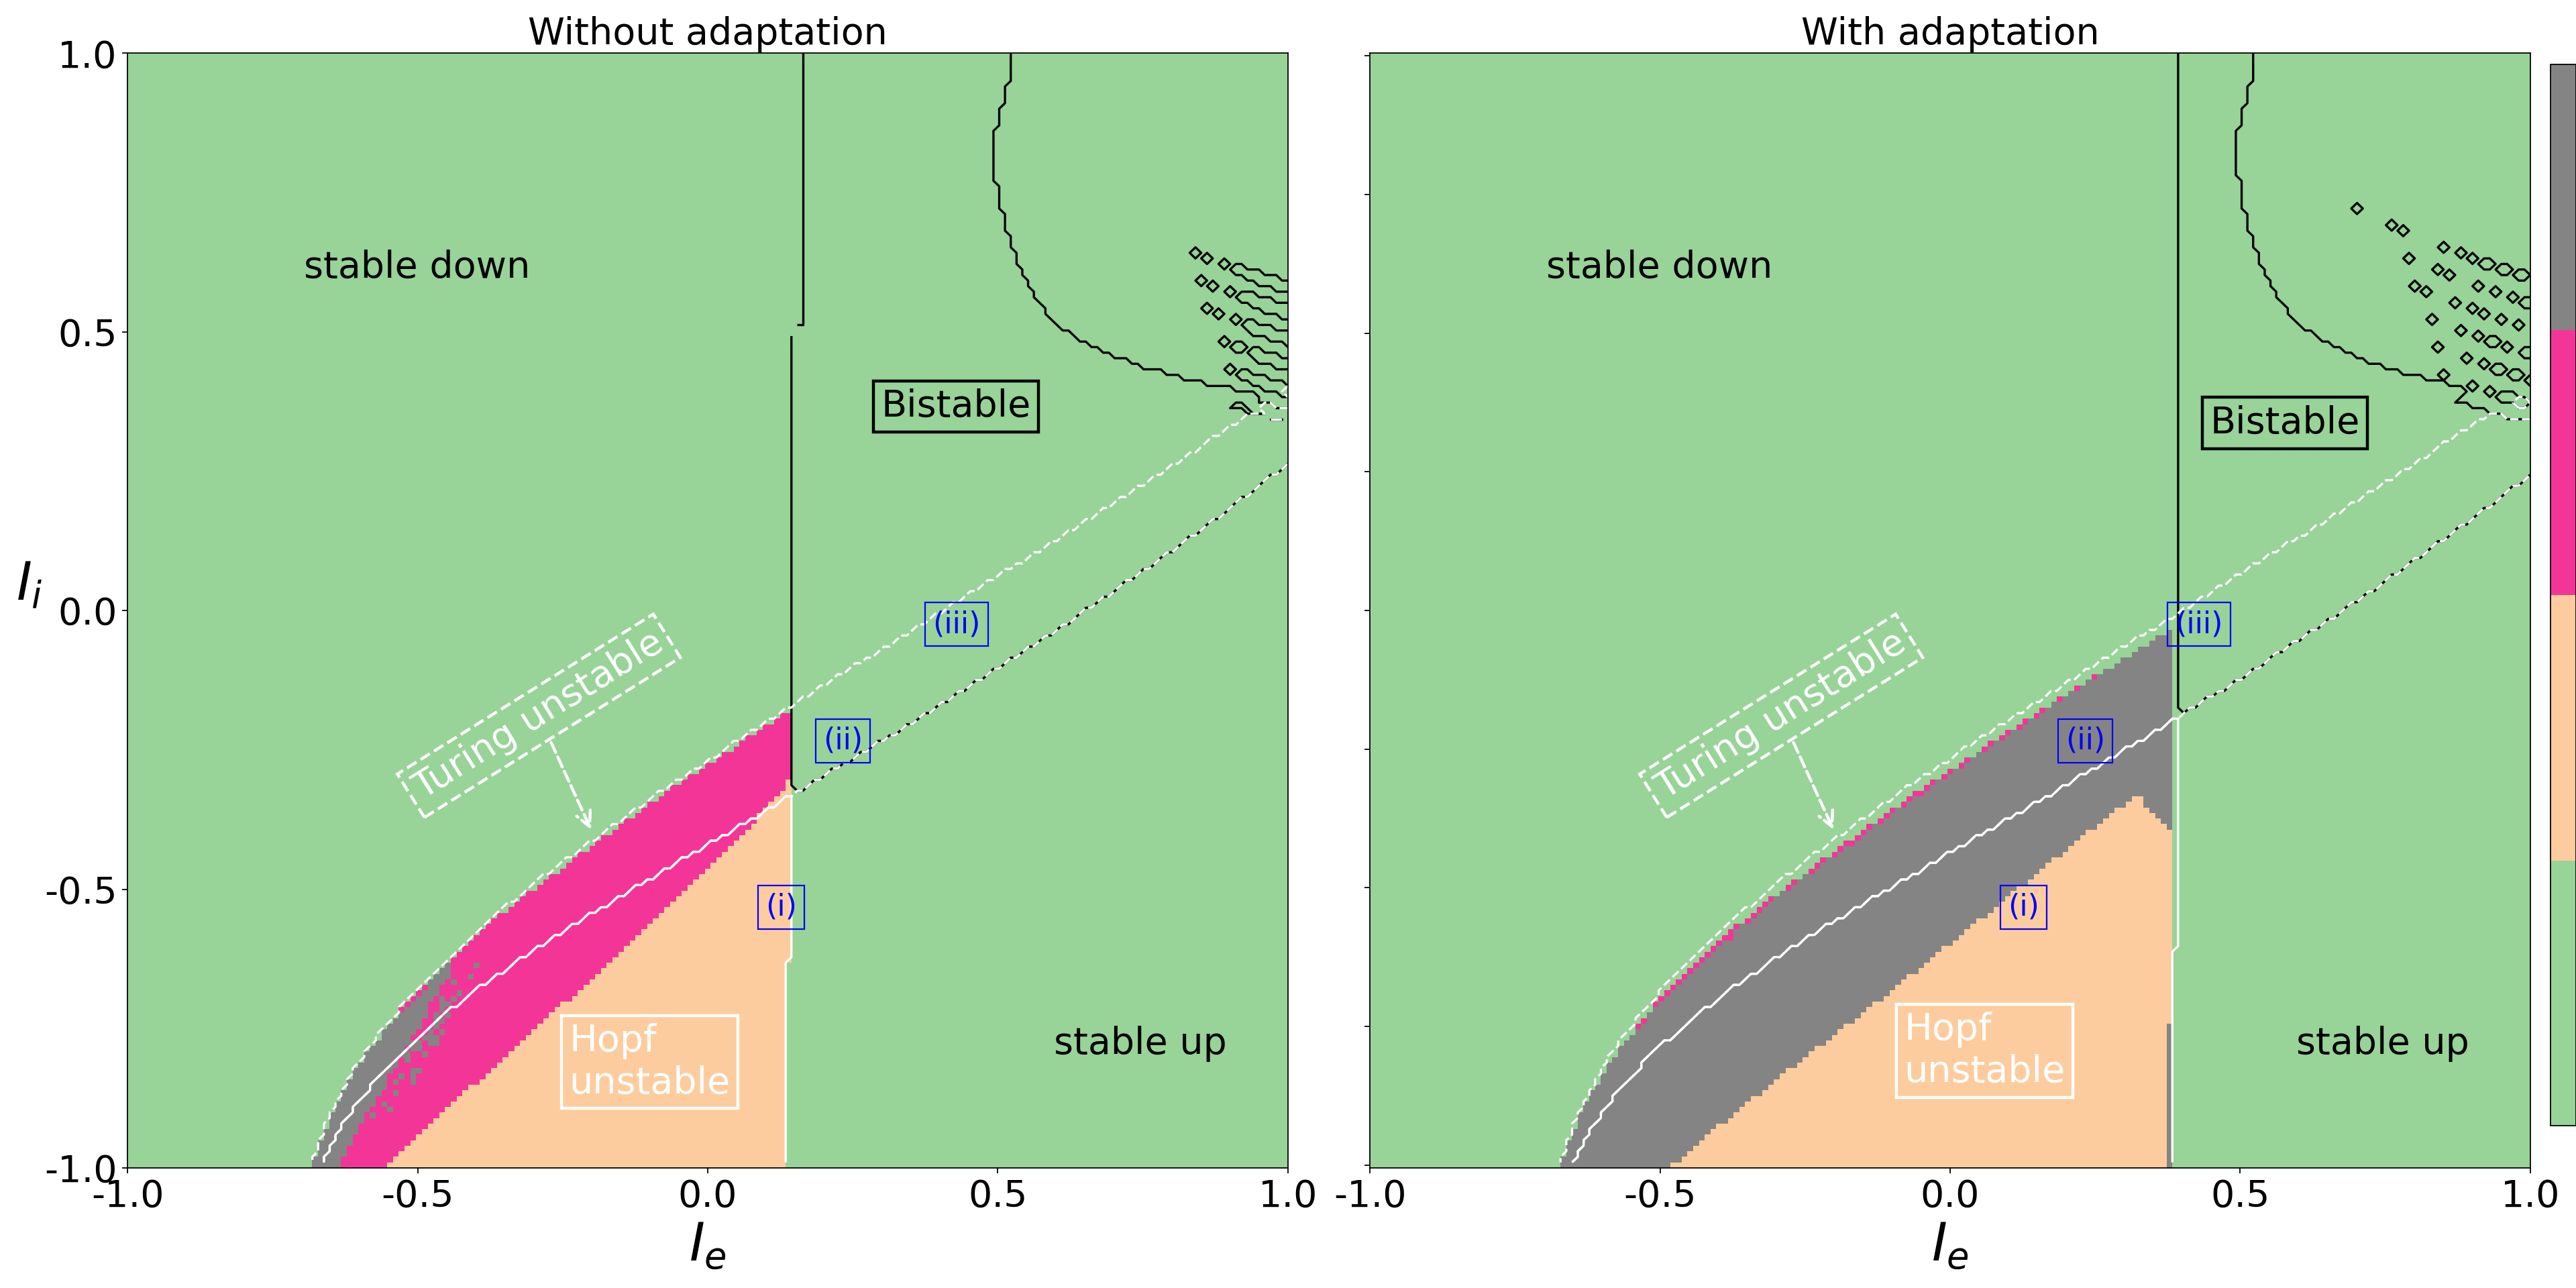 Without adaptation
1.0
0.5
0.0
-0.5
-1.0
I_i
stable down
Bistable
Turing unstable
(iii)
(ii)
(i)
Hopf
unstable
stable up
-1.0
-0.5
0.0
0.5
1.0
I_e
With adaptation
stable down
Bistable
Turing unstable
(iii)
(ii)
(i)
Hopf
unstable
stable up
-1.0
-0.5
0.0
0.5
1.0
I_e